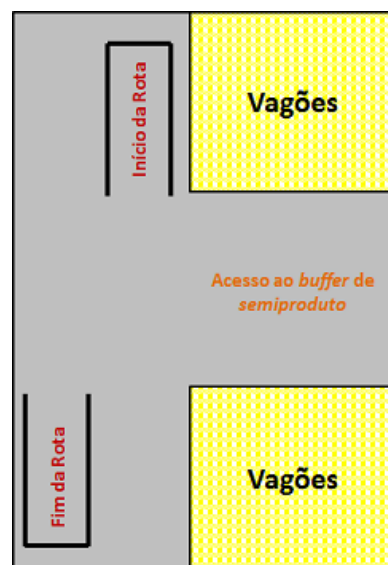 Início da Rota
Vagões
Acesso ao buffer de
semiproduto
Fim da Rota
Vagões